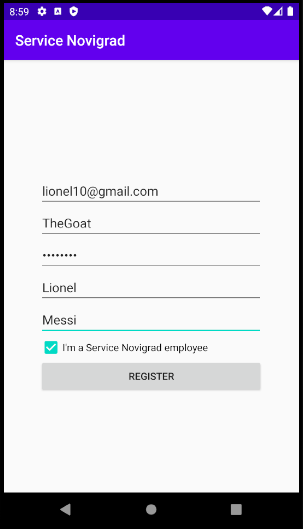 8:59
Service Novigrad
lionel10@gmail.com
TheGoat
••••••••
Lionel
Messi
I'm a Service Novigrad employee
REGISTER